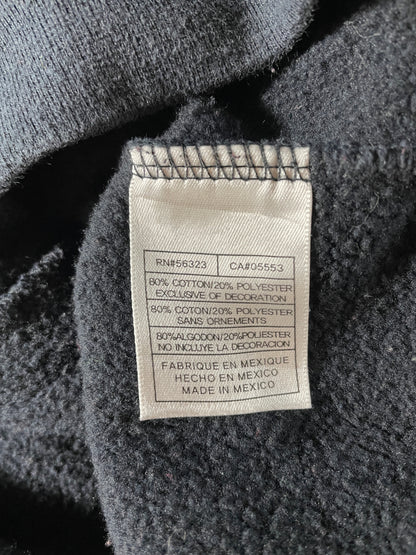 RN#56323 CA#05553
80% COTTON/20% POLYESTER
EXCLUSIVE OF DECORATION
80% COTON/20% POLYESTER
SANS ORNEMENTS
80%ALGODON/20%POLIESTER
NO INCLUYE LA DECORACION
FABRIQUE EN MEXIQUE
HECHO EN MEXICO
MADE IN MEXICO